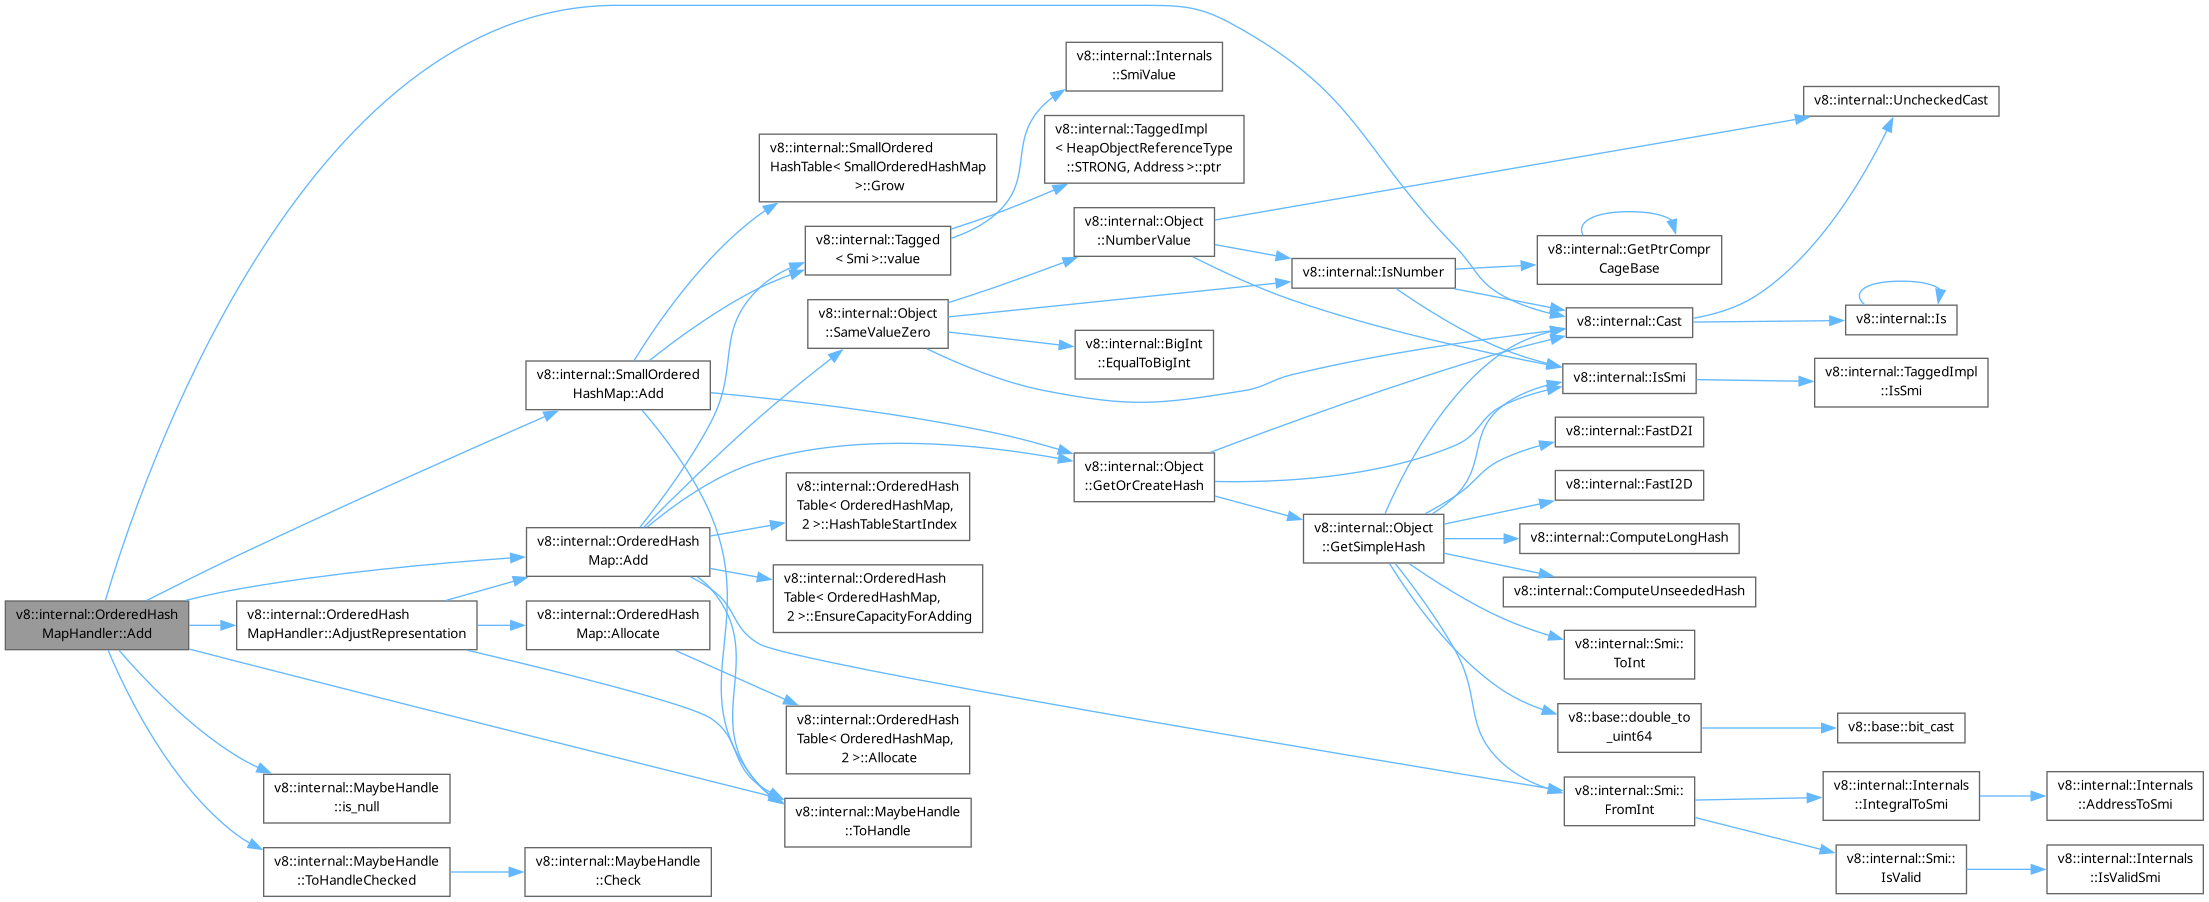 v8::internal::OrderedHash
MapHandler::Add
v8::internal::OrderedHash
MapHandler::AdjustRepresentation
v8::internal::MaybeHandle
::is_null
v8::internal::MaybeHandle
::ToHandleChecked
v8::internal::SmallOrdered
HashMap::Add
v8::internal::OrderedHash
Map::Add
v8::internal::OrderedHash
Map::Allocate
v8::internal::MaybeHandle
::Check
v8::internal::SmallOrdered
HashTable< SmallOrderedHashMap
>::Grow
v8::internal::Tagged
< Smi >::value
v8::internal::Object
::SameValueZero
v8::internal::OrderedHash
Table< OrderedHashMap,
2 >::HashTableStartIndex
v8::internal::OrderedHash
Table< OrderedHashMap,
2 >::EnsureCapacityForAdding
v8::internal::OrderedHash
Table< OrderedHashMap,
2 >::Allocate
v8::internal::MaybeHandle
::ToHandle
v8::internal::Internals
::SmiValue
v8::internal::TaggedImpl
< HeapObjectReferenceType
::STRONG, Address >::ptr
v8::internal::Object
::NumberValue
v8::internal::BigInt
::EqualToBigInt
v8::internal::Object
::GetOrCreateHash
v8::internal::IsNumber
v8::internal::Object
::GetSimpleHash
v8::internal::GetPtrCompr
CageBase
v8::internal::Cast
v8::internal::IsSmi
v8::internal::FastD2I
v8::internal::FastI2D
v8::internal::ComputeLongHash
v8::internal::ComputeUnseededHash
v8::internal::Smi::
ToInt
v8::base::double_to
_uint64
v8::internal::Smi::
FromInt
v8::internal::UncheckedCast
v8::internal::Is
v8::internal::TaggedImpl
::IsSmi
v8::base::bit_cast
v8::internal::Internals
::IntegralToSmi
v8::internal::Smi::
IsValid
v8::internal::Internals
::AddressToSmi
v8::internal::Internals
::IsValidSmi